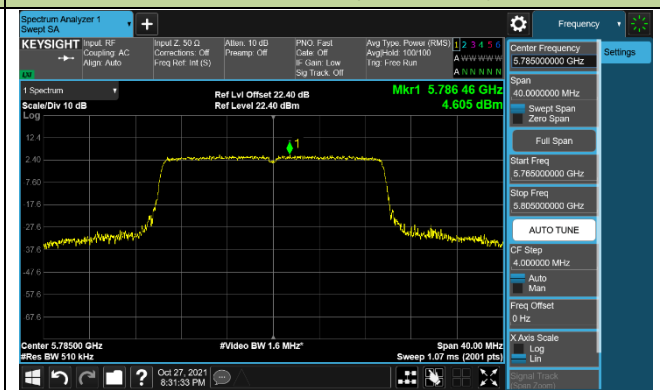 Spectrum Analyzer 1
Swept SA
+
Frequency
KEYSIGHT
Input: RF
Coupling: AC
Align: Auto
Input Z: 50 Ω
Corrections: Off
Freq Ref: Int (S)
Atten: 10 dB
Preamp: Off
PNO: Fast
Gate: Off
IF Gain: Low
Sig Track: Off
Avg Type: Power (RMS)
Avg|Hold: 100/100
Trig: Free Run
1 2 3 4 5 6
A W W W W W
A N N N N N
1 Spectrum
Scale/Div 10 dB
Log
Ref Lvl Offset 22.40 dB
Ref Level 22.40 dBm
Mkr1 5.786 46 GHz
4.605 dBm
1
12.4
2.40
-7.60
-17.6
-27.6
-37.6
-47.6
-57.6
-67.6
Center 5.78500 GHz
#Res BW 510 kHz
#Video BW 1.6 MHz*
Span 40.00 MHz
Sweep 1.07 ms (2001 pts)
Oct 27, 2021
8:31:33 PM
Center Frequency
5.785000000 GHz
Settings
Span
40.0000000 MHz
Swept Span
Zero Span
Full Span
Start Freq
5.765000000 GHz
Stop Freq
5.805000000 GHz
AUTO TUNE
CF Step
4.000000 MHz
Auto
Man
Freq Offset
0 Hz
X Axis Scale
Log
Lin
Signal Track
(Span Zoom)